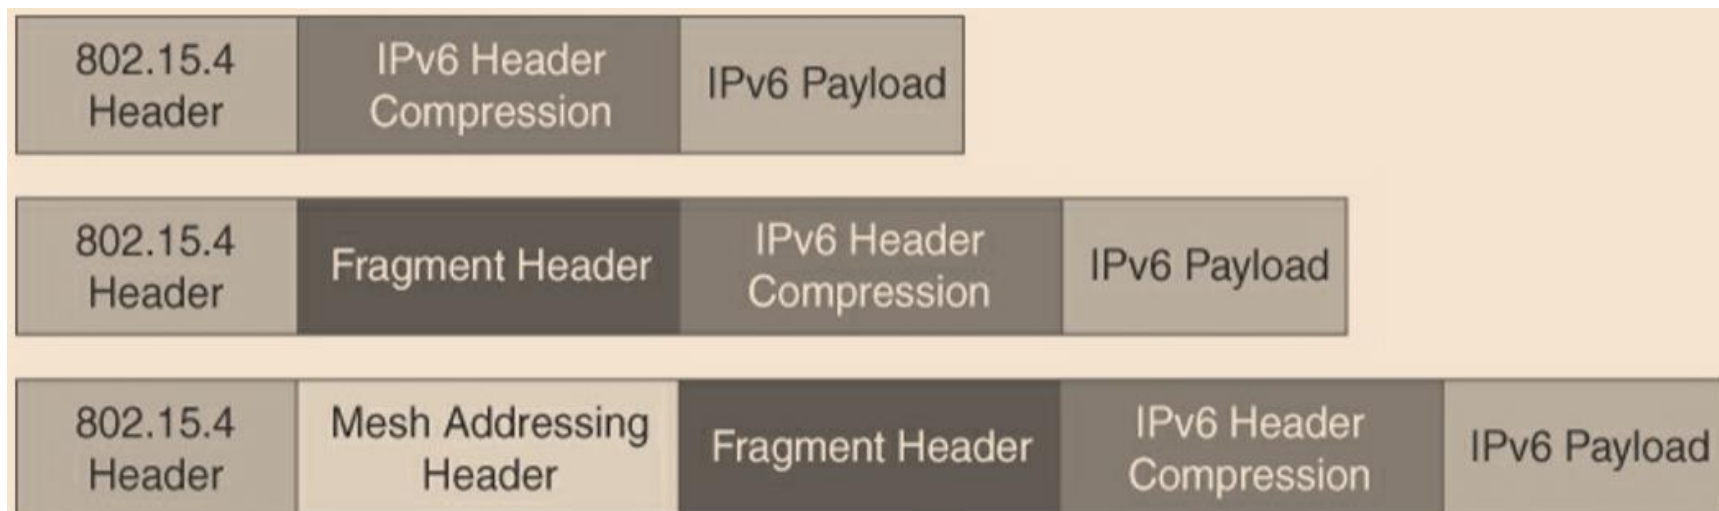 802.15.4
Header
IPv6 Header
Compression
IPv6 Payload
802.15.4
Header
Fragment Header
IPv6 Header
Compression
IPv6 Payload
802.15.4
Header
Mesh Addressing
Header
Fragment Header
IPv6 Header
Compression
IPv6 Payload